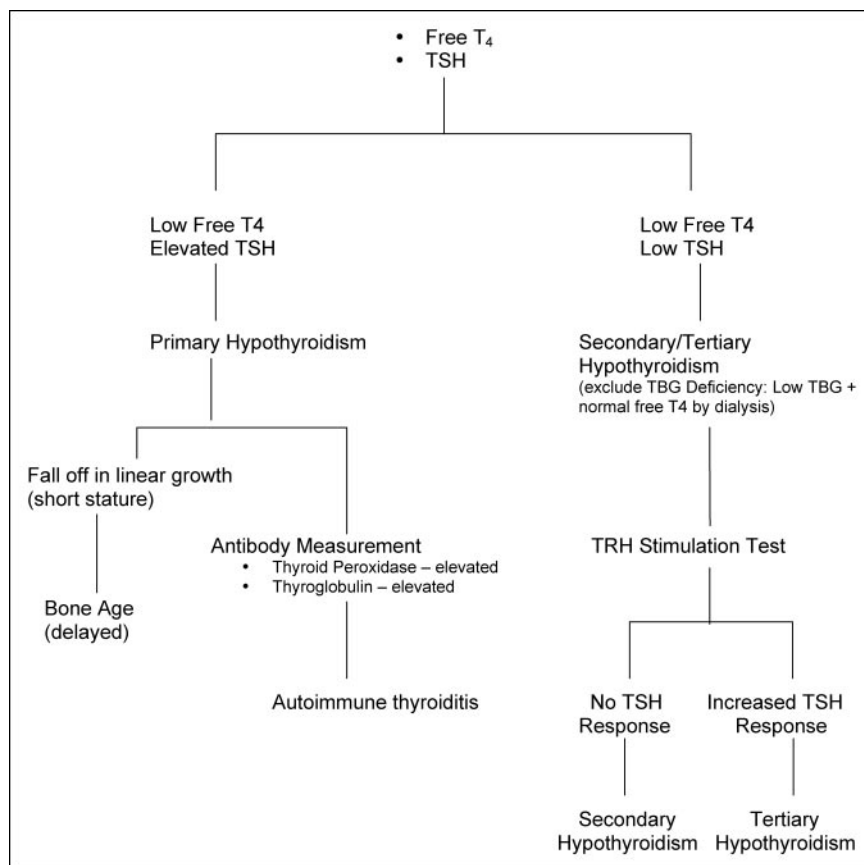 • Free T₄
• TSH
Low Free T4
Elevated TSH
Low Free T4
Low TSH
Primary Hypothyroidism
Secondary/Tertiary
Hypothyroidism
(exclude TBG Deficiency: Low TBG +
normal free T4 by dialysis)
Fall off in linear growth
(short stature)
Antibody Measurement
• Thyroid Peroxidase – elevated
• Thyroglobulin – elevated
TRH Stimulation Test
Bone Age
(delayed)
Autoimmune thyroiditis
No TSH
Response
Increased TSH
Response
Secondary
Hypothyroidism
Tertiary
Hypothyroidism